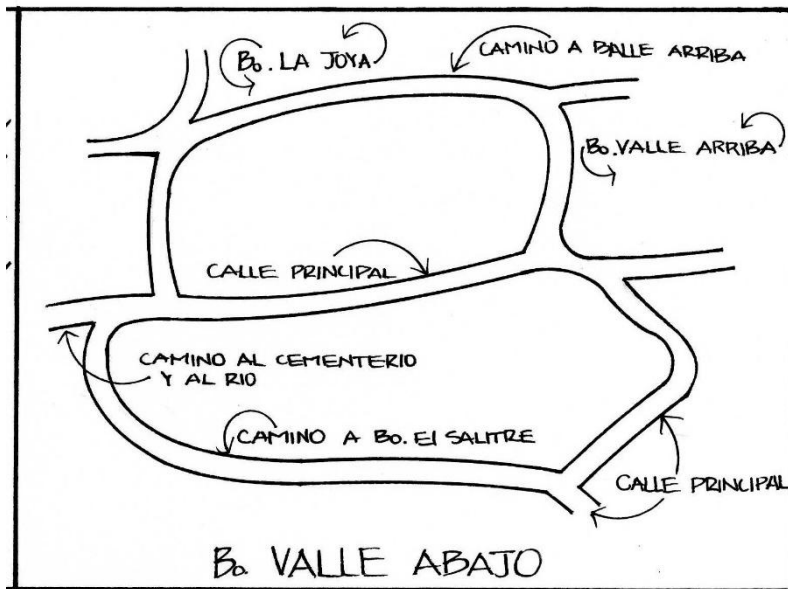 Bo. LA JOYA
CAMINO A BALLE ARRIBA
Bo. VALLE ARRIBA
CALLE PRINCIPAL
CAMINO AL CEMENTERIO
Y AL RIO
CAMINO A Bo. El SALITRE
CALLE PRINCIPAL
Bo. VALLE ABAJO